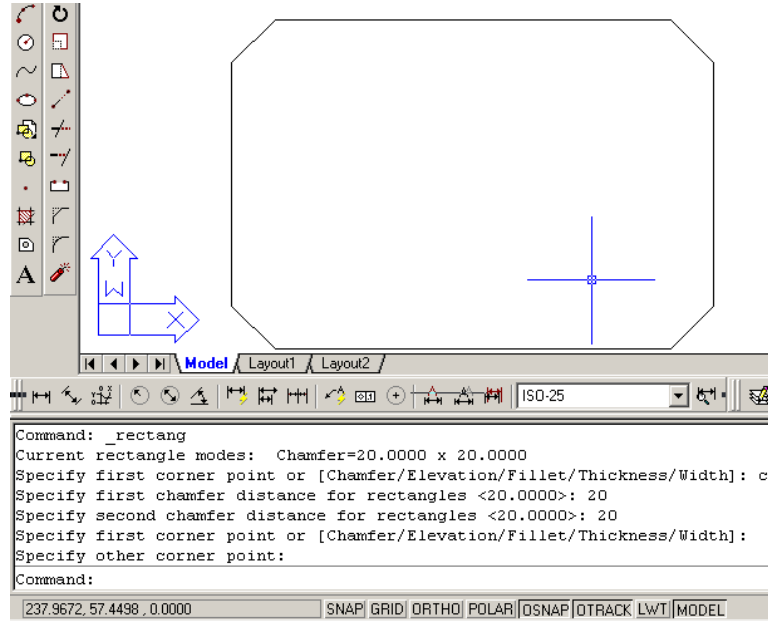 A
Y
W
X
Model Layout1 Layout2
ISO-25
Command: _rectang
Current rectangle modes:  Chamfer=20.0000 x 20.0000
Specify first corner point or [Chamfer/Elevation/Fillet/Thickness/Width]: c
Specify first chamfer distance for rectangles <20.0000>: 20
Specify second chamfer distance for rectangles <20.0000>: 20
Specify first corner point or [Chamfer/Elevation/Fillet/Thickness/Width]:
Specify other corner point:
Command:
237.9672, 57.4498 , 0.0000 SNAP GRID ORTHO POLAR OSNAP OTRACK LWT MODEL